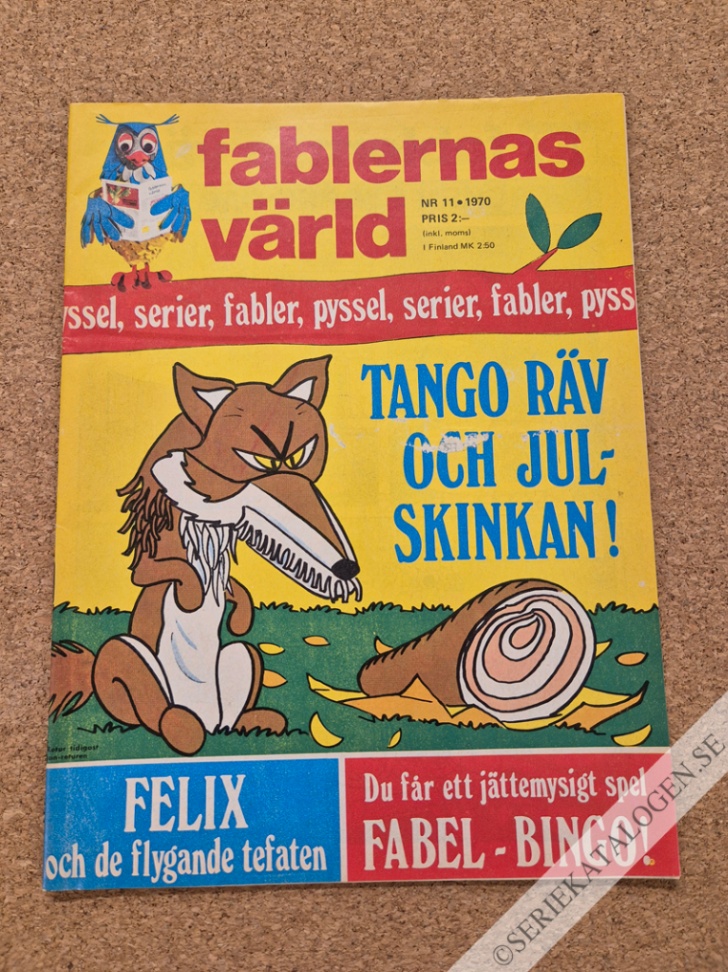 fablernas
värld
NR 11 • 1970
PRIS 2:–
(inkl. moms)
I Finland MK 2:50
yssel, serier, fabler, pyssel, serier, fabler, pyss
TANGO RÄV
OCH JUL-
SKINKAN!
FELIX
och de flygande tefaten
Du får ett jättemysigt spel
FABEL-BINGO!
©SERIEKATALOGEN.SE